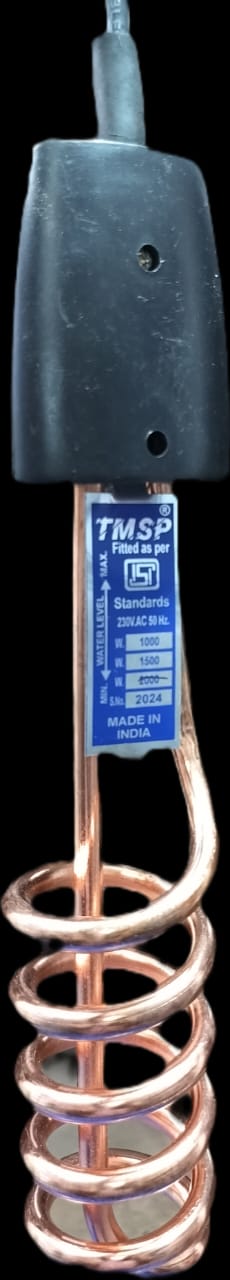 TMSP®
Fitted as per
ISI
Standards
230V.AC 50 Hz.
W. 1000
W. 1500
W. 2000
S.No. 2024
MADE IN
INDIA
MIN. WATER LEVEL MAX.